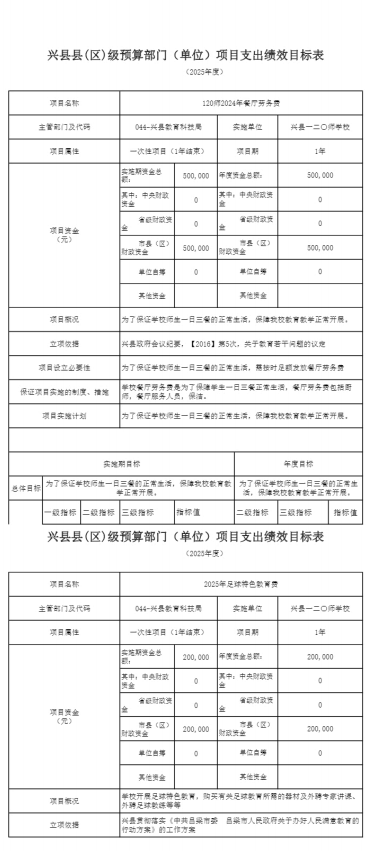 兴县县(区)级预算部门（单位）项目支出绩效目标表
（2025年度）
项目名称 120师2024年餐厅劳务费
主管部门及代码 044-兴县教育科技局 实施单位 兴县一二〇师学校
项目属性 一次性项目（1年结束） 项目期 1年
项目资金
（元）
实施期资金总额： 500,000 年度资金总额： 500,000
其中：中央财政资金 0 其中：中央财政资金 0
省级财政资金 0 省级财政资金 0
市县（区）财政资金 500,000 市县（区）财政资金 500,000
单位自筹 0 单位自筹 0
其他资金 其他资金
项目概况 为了保证学校师生一日三餐的正常生活，保障我校教育教学正常开展。
立项依据 兴县政府会议纪要，【2016】第5次，关于教育若干问题的议定
项目设立必要性 为了保证学校师生一日三餐的正常生活，需按时足额发放餐厅劳务费
保证项目实施的制度、措施 学校餐厅劳务费是为了保障学生一日三餐正常生活，餐厅劳务费包括厨师，餐厅服务人员，保洁。
项目实施计划 为了保证学校师生一日三餐的正常生活，保障我校教育教学正常开展。
实施期目标 年度目标
总体目标 为了保证学校师生一日三餐的正常生活，保障我校教育教学正常开展。 为了保证学校师生一日三餐的正常生活，保障我校教育教学正常开展。
一级指标 二级指标 三级指标 指标值 二级指标 三级指标 指标值
兴县县(区)级预算部门（单位）项目支出绩效目标表
（2025年度）
项目名称 2025年足球特色教育费
主管部门及代码 044-兴县教育科技局 实施单位 兴县一二〇师学校
项目属性 一次性项目（1年结束） 项目期 1年
项目资金
（元）
实施期资金总额： 200,000 年度资金总额： 200,000
其中：中央财政资金 0 其中：中央财政资金 0
省级财政资金 0 省级财政资金 0
市县（区）财政资金 200,000 市县（区）财政资金 200,000
单位自筹 0 单位自筹 0
其他资金 其他资金
项目概况 学校开展足球特色教育，购买有关足球教育所需的器材及外聘专家讲课、外聘足球教练等等
立项依据 兴县贯彻落实《中共吕梁市委 吕梁市人民政府关于办好人民满意教育的行动方案》的工作方案